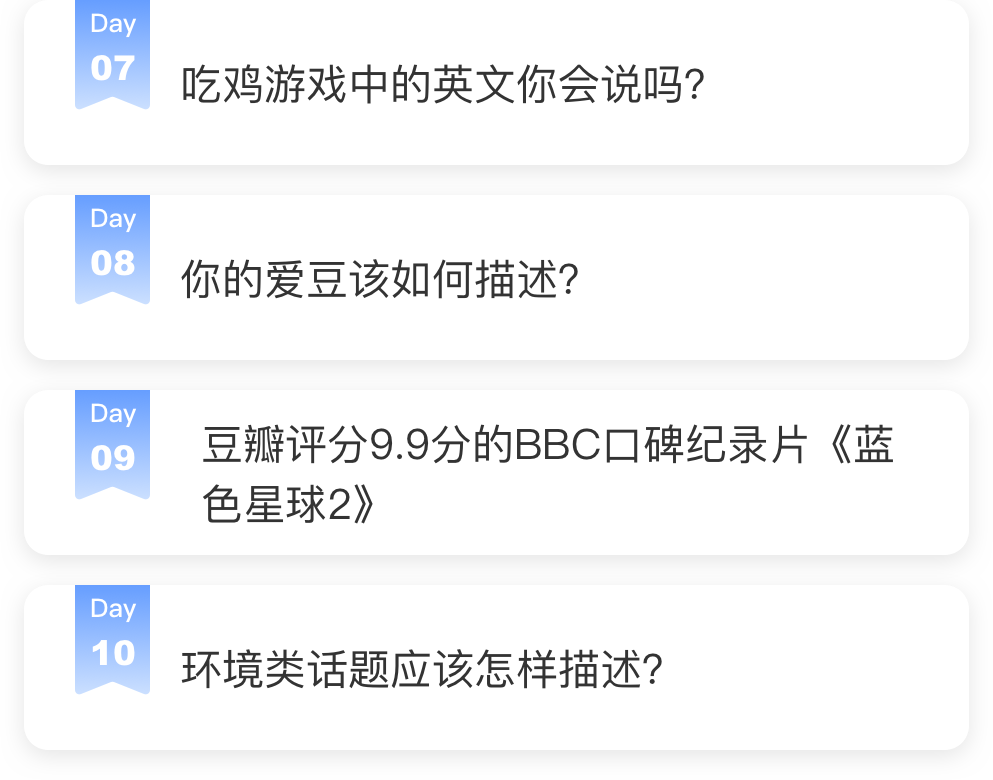 Day
07
吃鸡游戏中的英文你会说吗?
Day
08
你的爱豆该如何描述?
Day
09
豆瓣评分9.9分的BBC口碑纪录片《蓝
色星球2》
Day
10
环境类话题应该怎样描述?